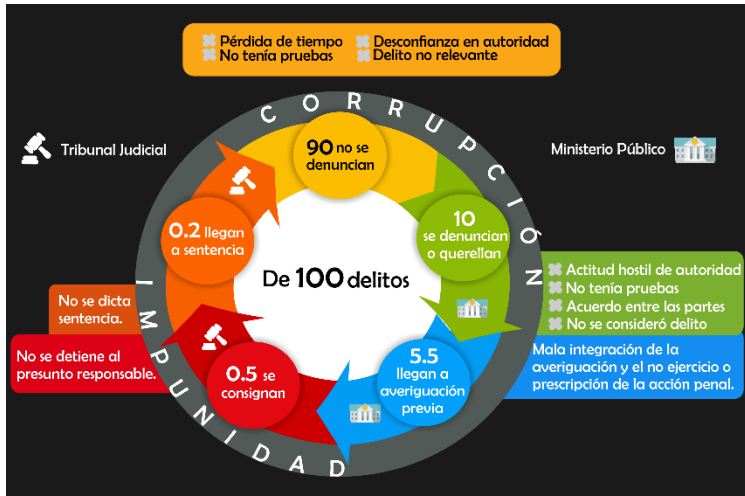 Pérdida de tiempo
Desconfianza en autoridad
No tenía pruebas
Delito no relevante
CORRUPCIÓN
Tribunal Judicial
Ministerio Público
90 no se
denuncian
10
se denuncian
o querellan
0.2 llegan
a sentencia
De 100 delitos
Actitud hostil de autoridad
No tenía pruebas
Acuerdo entre las partes
No se consideró delito
No se dicta
sentencia.
No se detiene al
presunto responsable.
0.5 se
consignan
5.5
llegan a
averiguación
previa
Mala integración de la
averiguación y el no ejercicio o
prescripción de la acción penal.
IMPUNIDAD